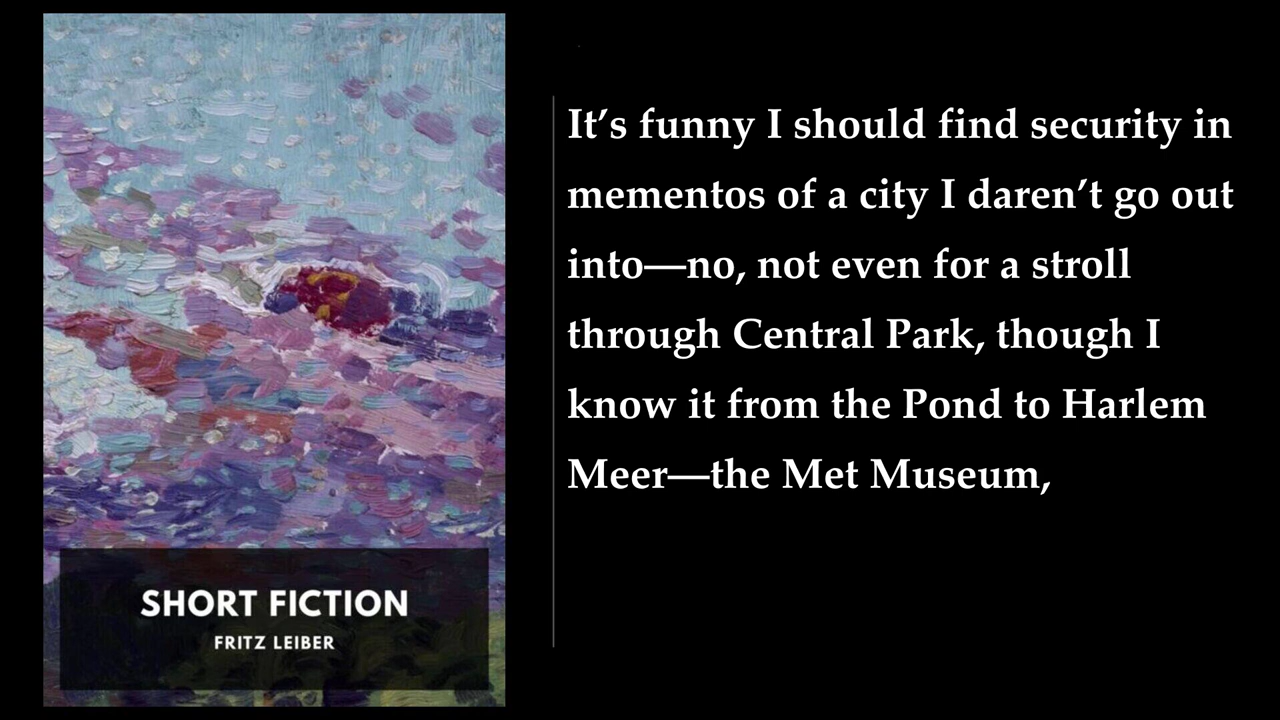 It’s funny I should find security in
mementos of a city I daren’t go out
into—no, not even for a stroll
through Central Park, though I
know it from the Pond to Harlem
Meer—the Met Museum,
SHORT FICTION
FRITZ LEIBER